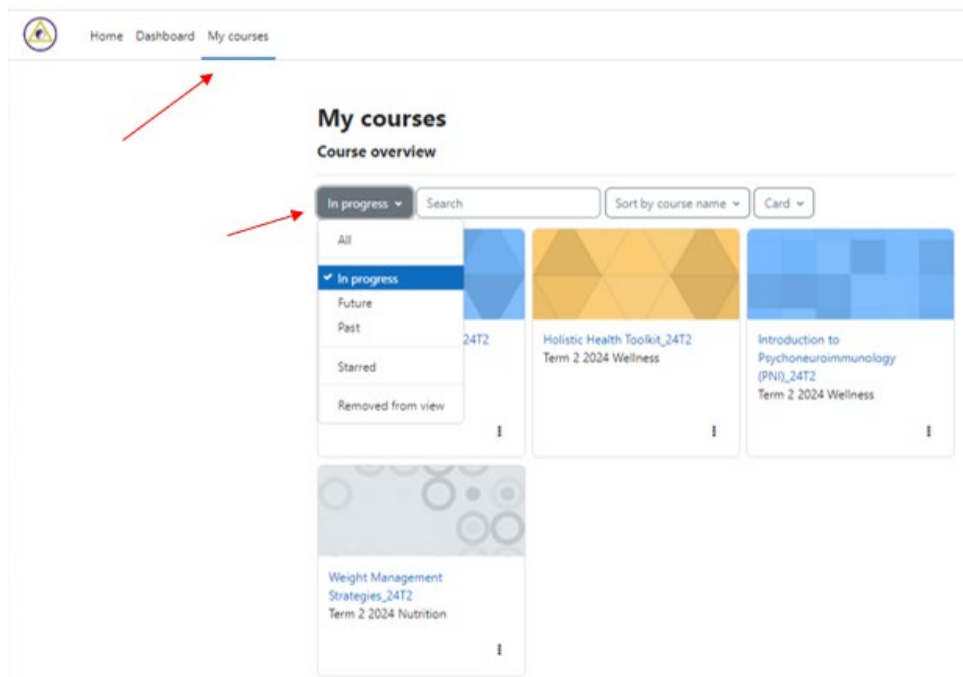 Home Dashboard My courses
My courses
Course overview
In progress Search Sort by course name Card
All
In progress
Future
Past
Starred
Removed from view
24T2
Holistic Health Toolkit_24T2
Term 2 2024 Wellness
Introduction to
Psychoneuroimmunology
(PNI)_24T2
Term 2 2024 Wellness
Weight Management
Strategies_24T2
Term 2 2024 Nutrition